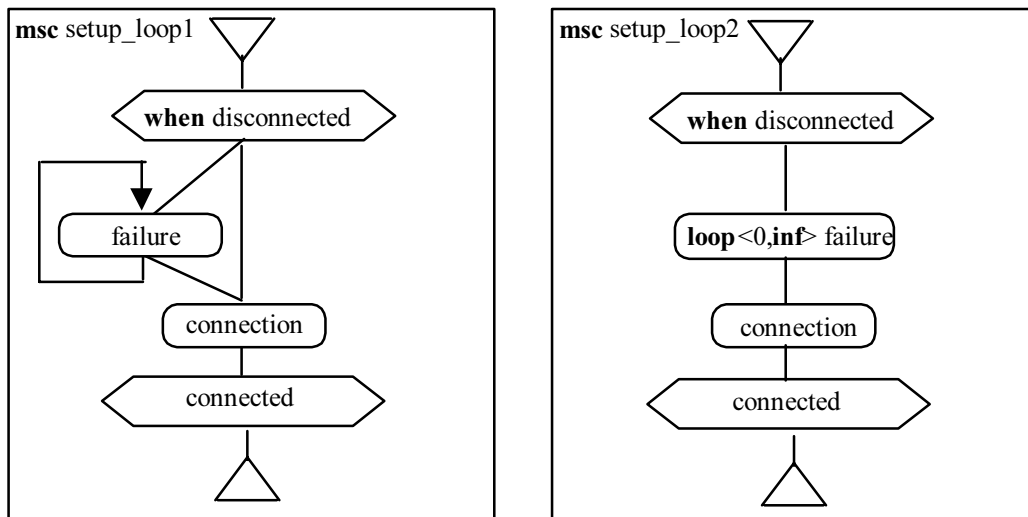 msc setup_loop1
when disconnected
failure
connection
connected
msc setup_loop2
when disconnected
loop <0,inf> failure
connection
connected